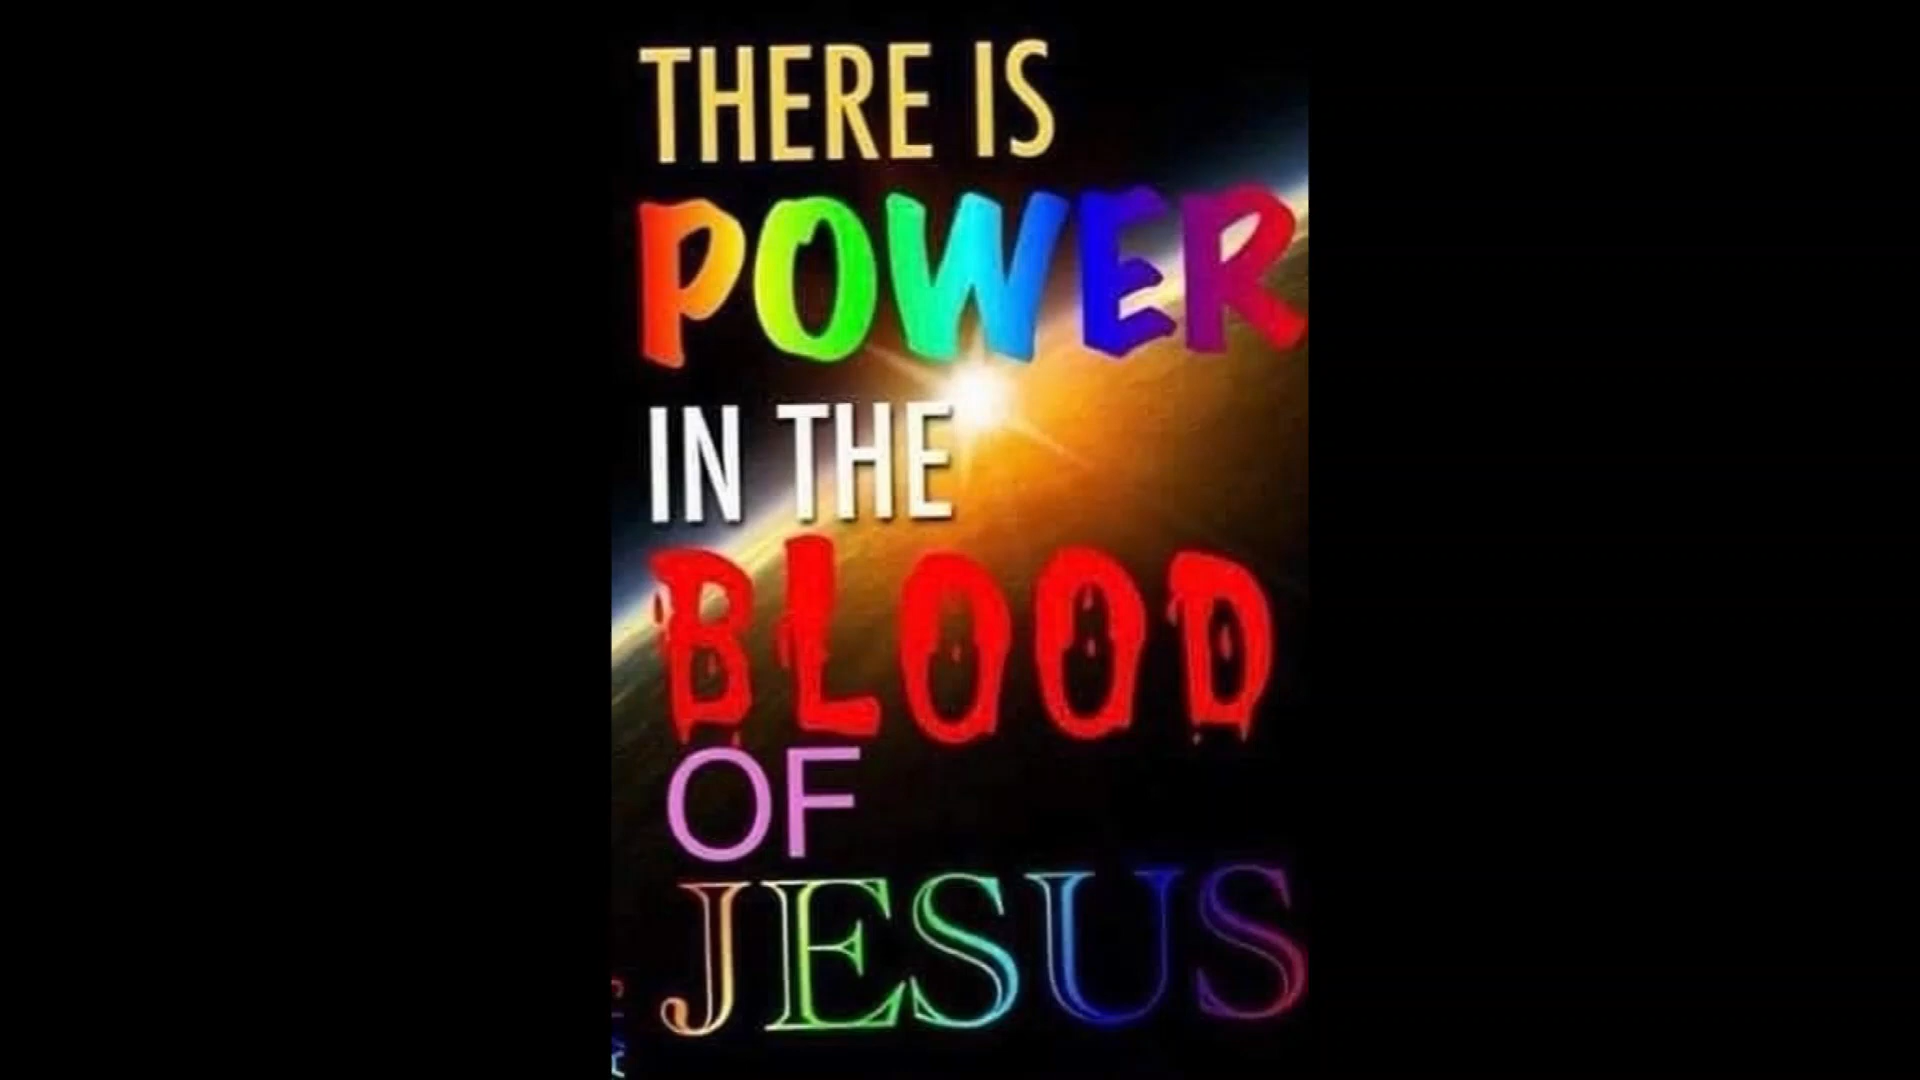 THERE IS
POWER
IN THE
BLOOD
OF
JESUS